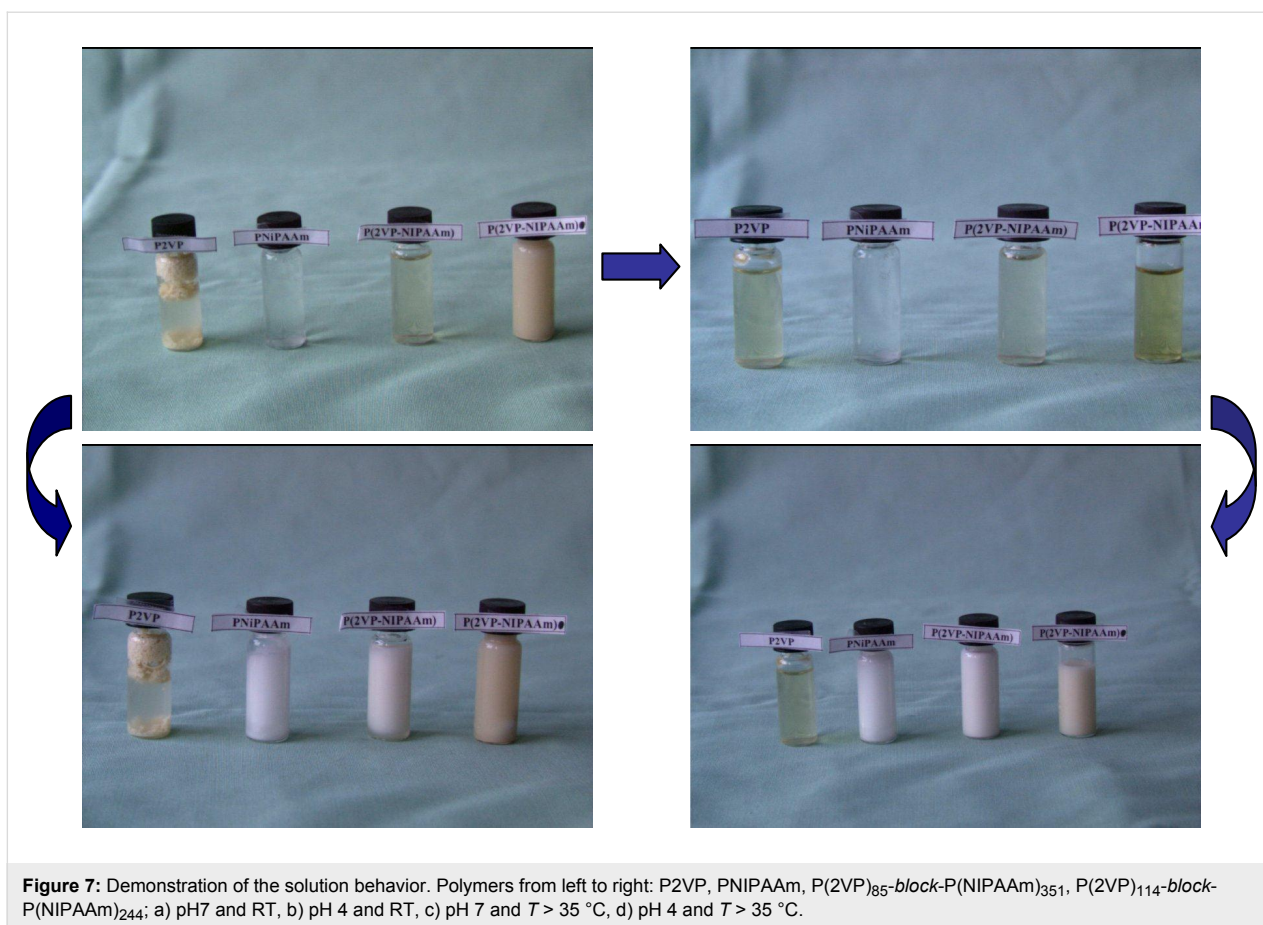 P2VP
PNiPAAm
P(2VP-NIPAAm)
P(2VP-NIPAAm)
P2VP
PNiPAAm
P(2VP-NIPAAm)
P(2VP-NIPAAm
P2VP
PNiPAAm
P(2VP-NIPAAm)
P(2VP-NIPAAm)
P2VP
PNiPAAm
P(2VP-NIPAAm)
P(2VP-NIPAAm)
Figure 7: Demonstration of the solution behavior. Polymers from left to right: P2VP, PNIPAAm, P(2VP)85-block-P(NIPAAm)351, P(2VP)114-block-
P(NIPAAm)244; a) pH7 and RT, b) pH 4 and RT, c) pH 7 and T > 35 °C, d) pH 4 and T > 35 °C.